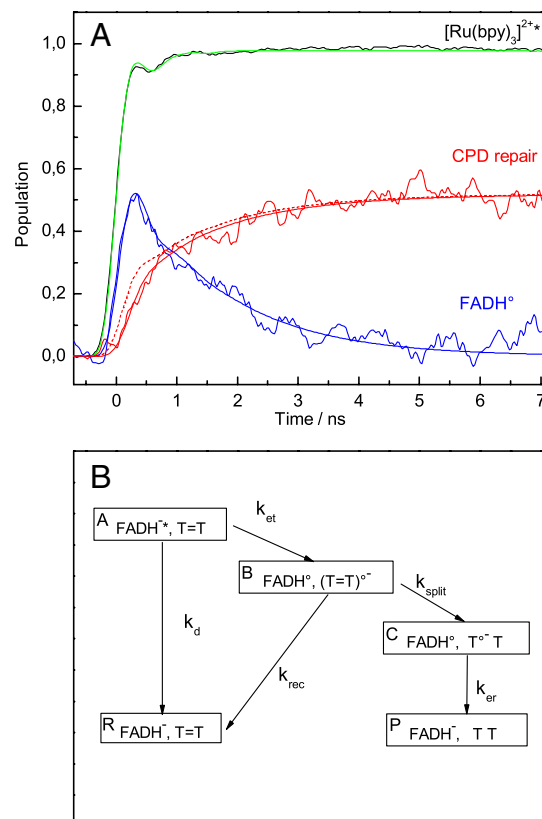 A
[Ru(bpy)₃]²⁺*
CPD repair
FADH°
Population
1,0
0,8
0,6
0,4
0,2
0,0
0 1 2 3 4 5 6 7
Time / ns
B
A FADH⁻*, T=T
k_et
B FADH°, (T=T)°⁻
k_split
k_d
C FADH°, T°⁻ T
k_rec
k_er
R FADH⁻, T=T
P FADH⁻, T T